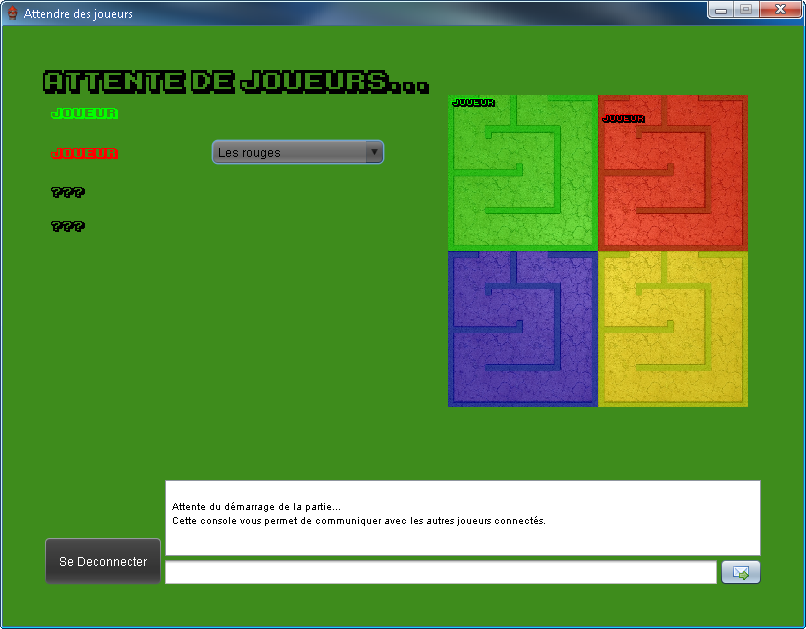 Attendre des joueurs
ATTENTE DE JOUEURS...
JOUEUR
JOUEUR
Les rouges
???
???
JOUEUR
JOUEUR
Attente du démarrage de la partie...
Cette console vous permet de communiquer avec les autres joueurs connectés.
Se Deconnecter